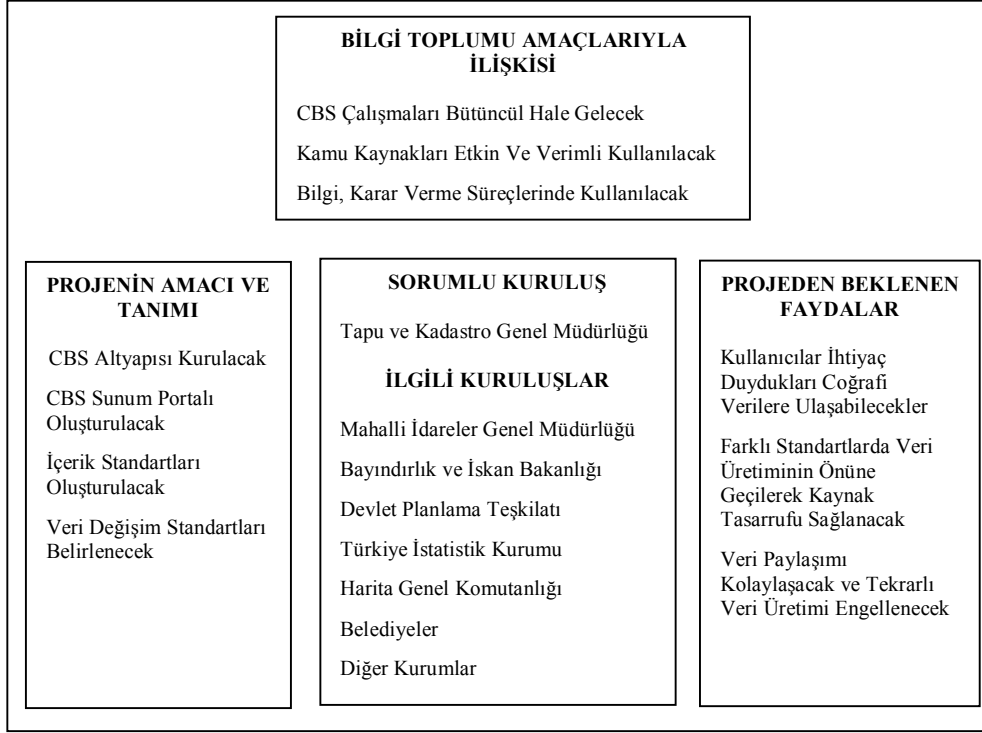 BİLGİ TOPLUMU AMAÇLARIYLA
İLİŞKİSİ
CBS Çalışmaları Bütüncül Hale Gelecek
Kamu Kaynakları Etkin Ve Verimli Kullanılacak
Bilgi, Karar Verme Süreçlerinde Kullanılacak
PROJENİN AMACI VE
TANIMI
CBS Altyapısı Kurulacak
CBS Sunum Portalı
Oluşturulacak
İçerik Standartları
Oluşturulacak
Veri Değişim Standartları
Belirlenecek
SORUMLU KURULUŞ
Tapu ve Kadastro Genel Müdürlüğü
İLGİLİ KURULUŞLAR
Mahalli İdareler Genel Müdürlüğü
Bayındırlık ve İskan Bakanlığı
Devlet Planlama Teşkilatı
Türkiye İstatistik Kurumu
Harita Genel Komutanlığı
Belediyeler
Diğer Kurumlar
PROJEDEN BEKLENEN
FAYDALAR
Kullanıcılar İhtiyaç
Duydukları Coğrafi
Verilere Ulaşabilecekler
Farklı Standartlarda Veri
Üretiminin Önüne
Geçilerek Kaynak
Tasarrufu Sağlanacak
Veri Paylaşımı
Kolaylaşacak ve Tekrarlı
Veri Üretimi Engellenecek